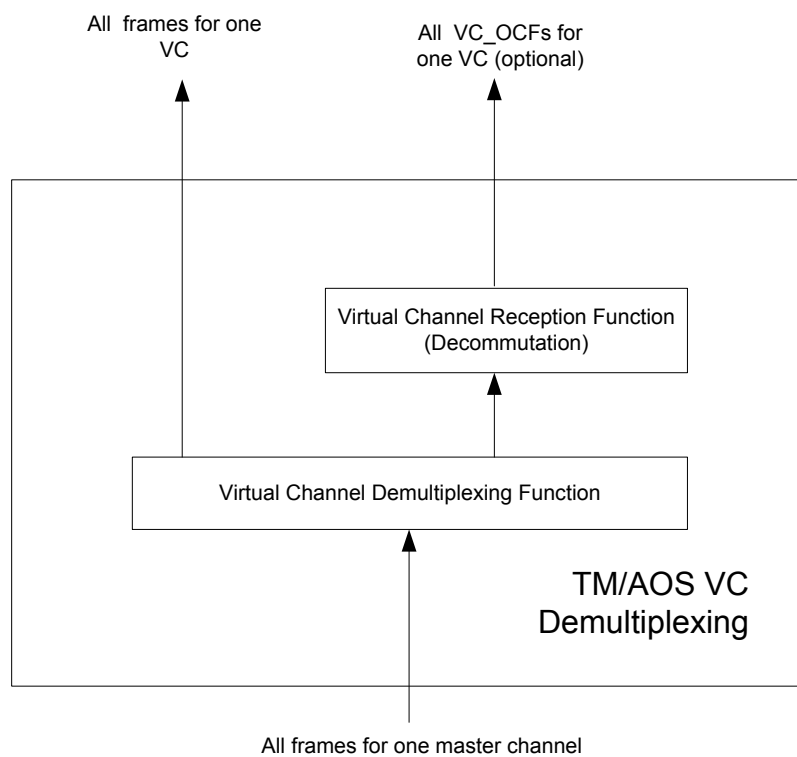 All frames for one
VC
All VC_OCFs for
one VC (optional)
Virtual Channel Reception Function
(Decommutation)
Virtual Channel Demultiplexing Function
TM/AOS VC
Demultiplexing
All frames for one master channel